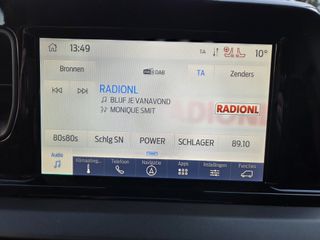 13:49
TA
10°
Bronnen
DAB
TA
Zenders
RADIONL
BLIJF JE VANAVOND
MONIQUE SMIT
RADIONL
80s80s
Schlg SN
POWER
SCHLAGER
89.10
Audio
Klimaatreg.
Telefoon
Navigatie
Apps
Instellingen
Functies